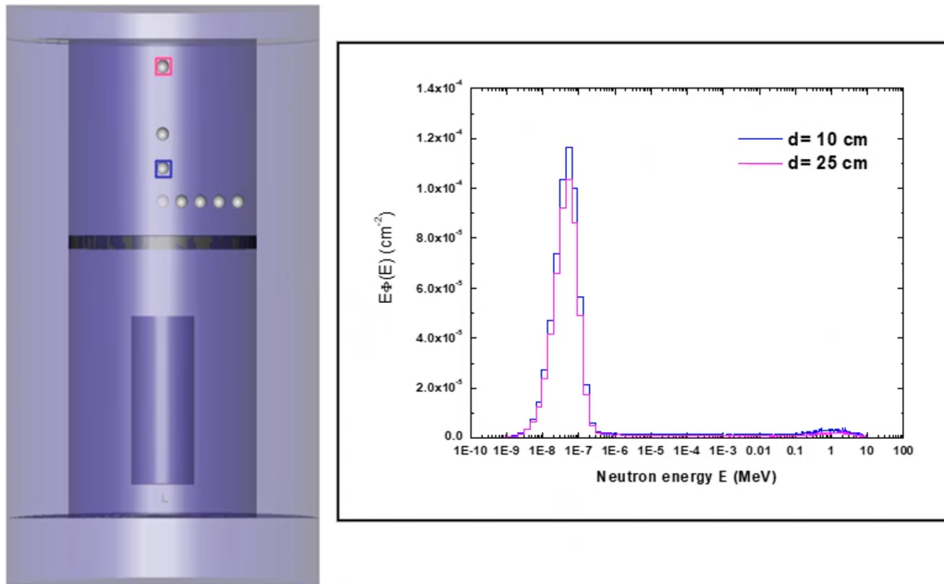 1.4x10⁻⁴
1.2x10⁻⁴
1.0x10⁻⁴
8.0x10⁻⁵
6.0x10⁻⁵
4.0x10⁻⁵
2.0x10⁻⁵
0.0
EΦ(E) (cm⁻²)
d= 10 cm
d= 25 cm
1E-10 1E-9 1E-8 1E-7 1E-6 1E-5 1E-4 1E-3 0.01 0.1 1 10 100
Neutron energy E (MeV)